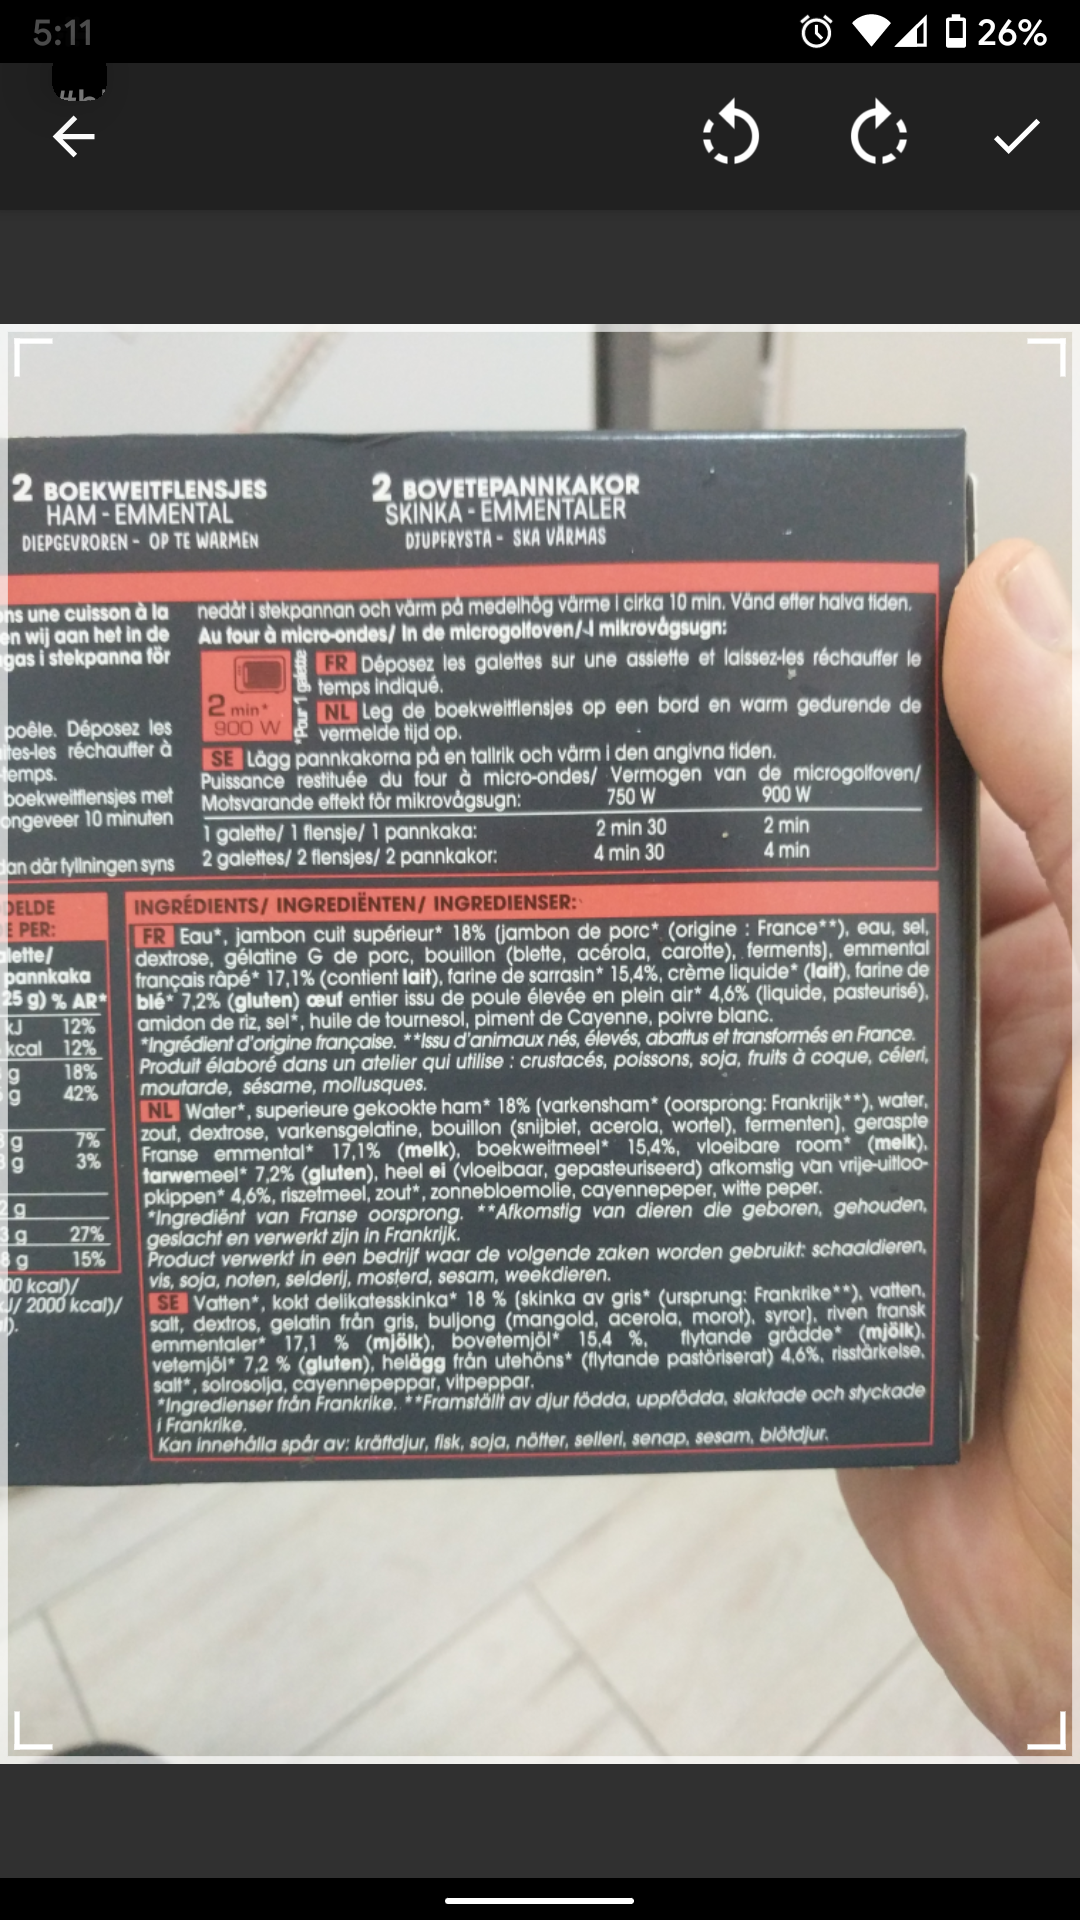 5:11
26%
2 BOEKWEITFLENSJES
HAM - EMMENTAL
DIEPGEVROREN - OP TE WARMEN
2 BOVETEPANNKAKOR
SKINKA - EMMENTALER
DJUPFRYSTA - SKA VÄRMAS
ns une cuisson à la
en wij aan het in de
gas i stekpanna för
poêle. Déposez les
ites-les réchauffer à
temps.
boekweitflensjes met
ongeveer 10 minuten
dan där fyllningen syns
nedåt i stekpannan och värm på medelhög värme i cirka 10 min. Vänd efter halva tiden.
Au four à micro-ondes/ In de microgolfoven/ I mikrovågsugn:
2 min*
900 W
*Pour 1 galette
FR Déposez les galettes sur une assiette et laissez-les réchauffer le
temps indiqué.
NL Leg de boekweitflensjes op een bord en warm gedurende de
vermelde tijd op.
SE Lägg pannkakorna på en tallrik och värm i den angivna tiden.
Puissance restituée du four à micro-ondes/ Vermogen van de microgolfoven/
Motsvarande effekt för mikrovågsugn: 750 W 900 W
1 galette/ 1 flensje/ 1 pannkaka: 2 min 30 2 min
2 galettes/ 2 flensjes/ 2 pannkakor: 4 min 30 4 min
DELDE
E PER:
alette/
pannkaka
25 g) % AR*
kJ 12%
kcal 12%
g 18%
g 42%
g 7%
g 3%
g
g 27%
8 g 15%
00 kcal)/
kJ/ 2000 kcal)/
INGRÉDIENTS/ INGREDIËNTEN/ INGREDIENSER:
FR Eau*, jambon cuit supérieur* 18% (jambon de porc* (origine : France**), eau, sel,
dextrose, gélatine G de porc, bouillon (blette, acérola, carotte), ferments), emmental
français râpé* 17,1% (contient lait), farine de sarrasin* 15,4%, crème liquide* (lait), farine de
blé* 7,2% (gluten) œuf entier issu de poule élevée en plein air* 4,6% (liquide, pasteurisé),
amidon de riz, sel*, huile de tournesol, piment de Cayenne, poivre blanc.
*Ingrédient d'origine française. **Issu d'animaux nés, élevés, abattus et transformés en France.
Produit élaboré dans un atelier qui utilise : crustacés, poissons, soja, fruits à coque, céleri,
moutarde, sésame, mollusques.
NL Water*, superieure gekookte ham* 18% (varkensham* (oorsprong: Frankrijk**), water,
zout, dextrose, varkensgelatine, bouillon (snijbiet, acerola, wortel), fermenten), geraspte
Franse emmental* 17,1% (melk), boekweitmeel* 15,4%, vloeibare room* (melk),
tarwemeel* 7,2% (gluten), heel ei (vloeibaar, gepasteuriseerd) afkomstig van vrije-uitloo-
pkippen* 4,6%, riszetmeel, zout*, zonnebloemolie, cayennepeper, witte peper.
*Ingrediënt van Franse oorsprong. **Afkomstig van dieren die geboren, gehouden,
geslacht en verwerkt zijn in Frankrijk.
Product verwerkt in een bedrijf waar de volgende zaken worden gebruikt: schaaldieren,
vis, soja, noten, selderij, mosterd, sesam, weekdieren.
SE Vatten*, kokt delikatesskinka* 18 % (skinka av gris* (ursprung: Frankrike**), vatten,
salt, dextros, gelatin från gris, buljong (mangold, acerola, morot), syror), riven fransk
emmentaler* 17,1 % (mjölk), bovetemjöl* 15,4 %, flytande grädde* (mjölk),
vetemjöl* 7,2 % (gluten), helägg från utehöns* (flytande pastöriserat) 4,6%, risstärkelse,
salt*, solrosolja, cayennepeppar, vitpeppar.
*Ingredienser från Frankrike. **Framställt av djur födda, uppfödda, slaktade och styckade
i Frankrike.
Kan innehålla spår av: kräftdjur, fisk, soja, nötter, selleri, senap, sesam, blötdjur.